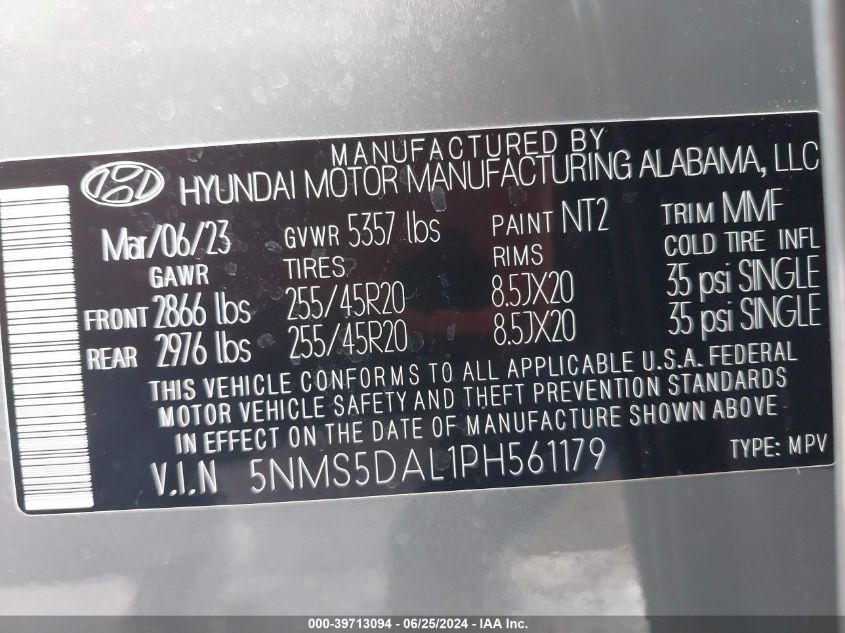 MANUFACTURED BY
HYUNDAI MOTOR MANUFACTURING ALABAMA, LLC
Mar/06/23 GVWR 5357 lbs PAINT NT2 TRIM MMF
GAWR TIRES RIMS COLD TIRE INFL
FRONT 2866 lbs 255/45R20 8.5JX20 35 psi SINGLE
REAR 2976 lbs 255/45R20 8.5JX20 35 psi SINGLE
THIS VEHICLE CONFORMS TO ALL APPLICABLE U.S.A. FEDERAL
MOTOR VEHICLE SAFETY AND THEFT PREVENTION STANDARDS
IN EFFECT ON THE DATE OF MANUFACTURE SHOWN ABOVE
V.I.N 5NMS5DAL1PH561179 TYPE: MPV
000-39713094 - 06/25/2024 - IAA, Inc.